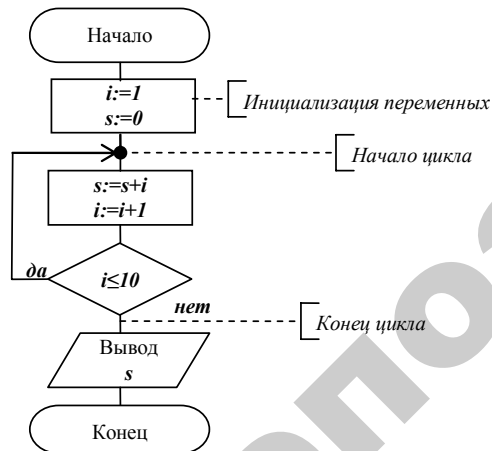 Начало
i:=1
s:=0
Инициализация переменных
Начало цикла
s:=s+i
i:=i+1
да
i≤10
нет
Конец цикла
Вывод
s
Конец